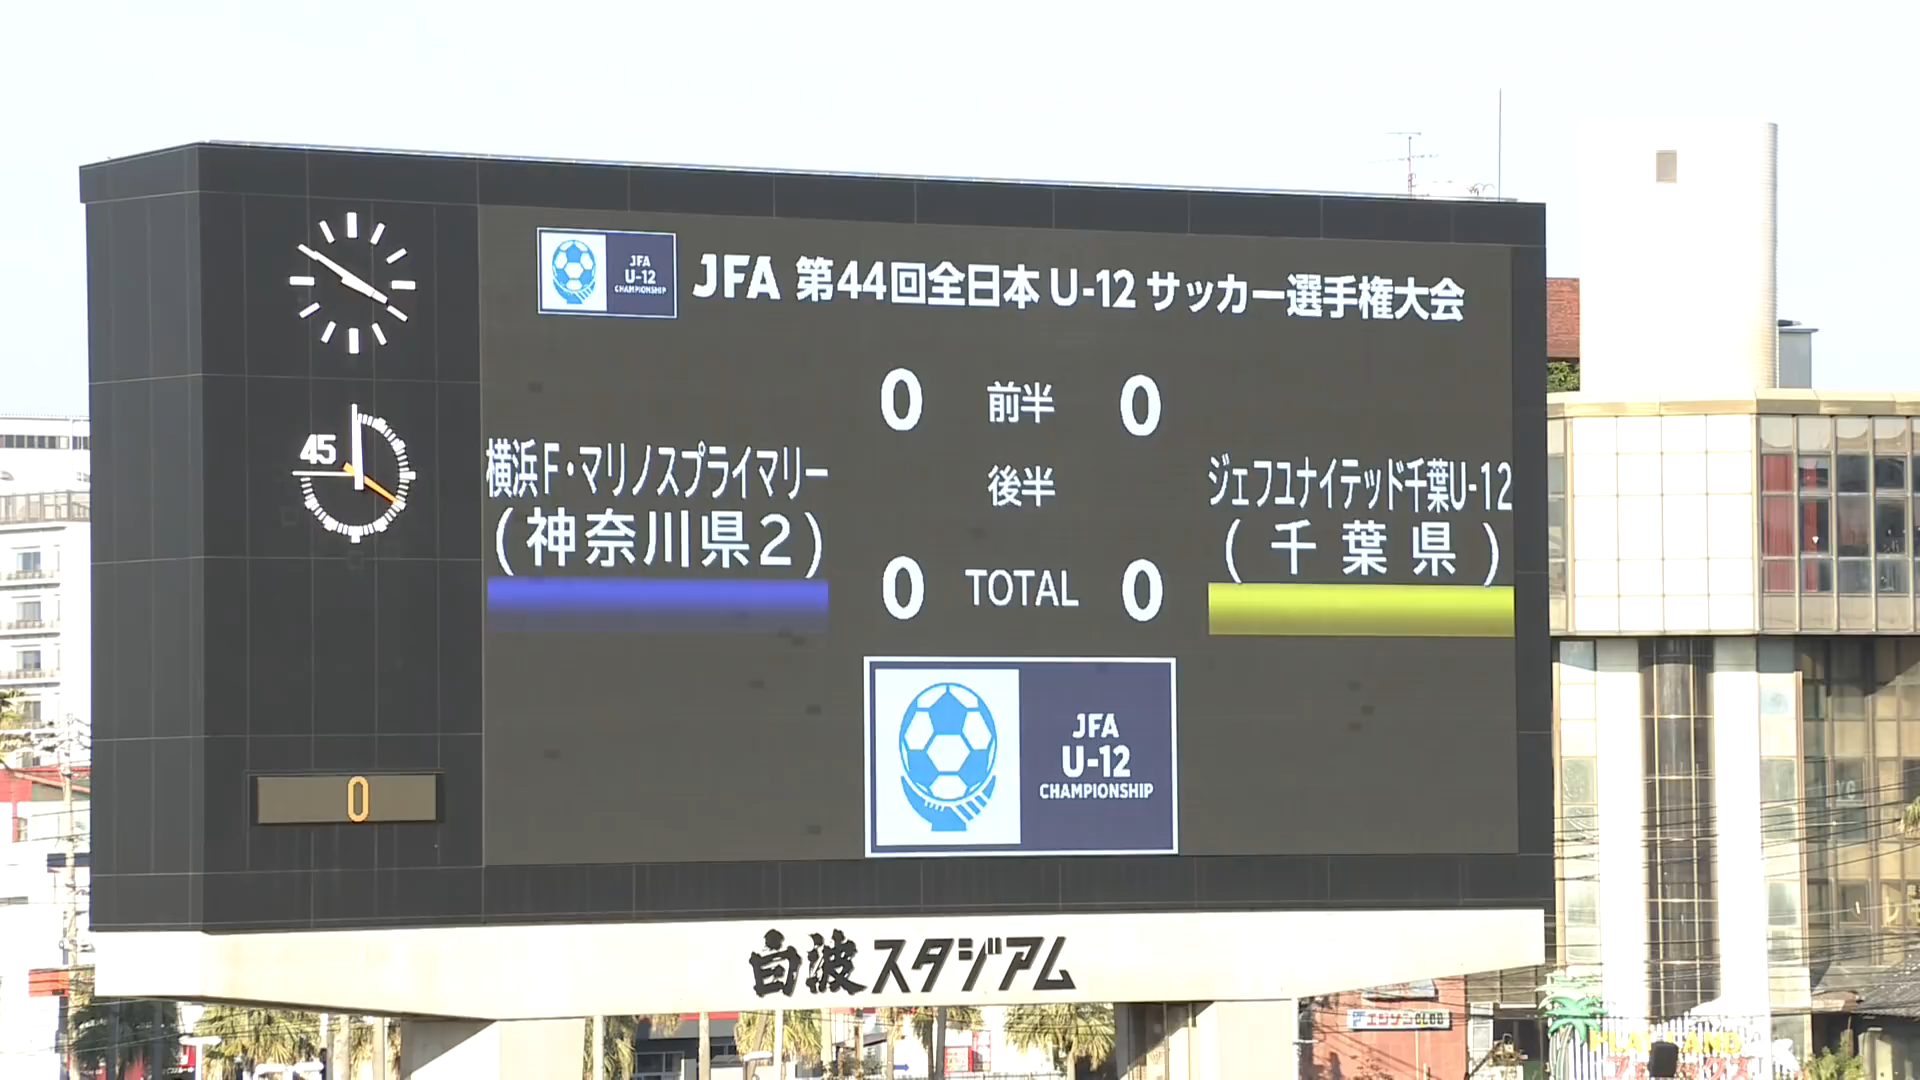 JFA
U-12
CHAMPIONSHIP
JFA 第44回全日本 U-12 サッカー選手権大会
0 前半 0
45
横浜F・マリノスプライマリー
(神奈川県2)
後半
ジェフユナイテッド千葉U-12
(千葉県)
0 TOTAL 0
JFA
U-12
CHAMPIONSHIP
0
白波スタジアム
PLAY LAND